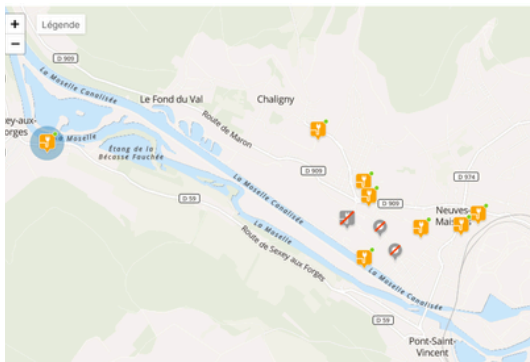 +
Légende
−
D 909
La Moselle Canalisée
Le Fond du Val
Chaligny
Route de Maron
ey-aux-
orges
La Moselle
Étang de la
Bécasse Fauchée
D 909
D 974
D 59
La Moselle Canalisée
D 909
Neuves-
Mais
La Moselle
Route de Sexey aux Forges
La Moselle Canalisée
D 59
Pont-Saint-
Vincent